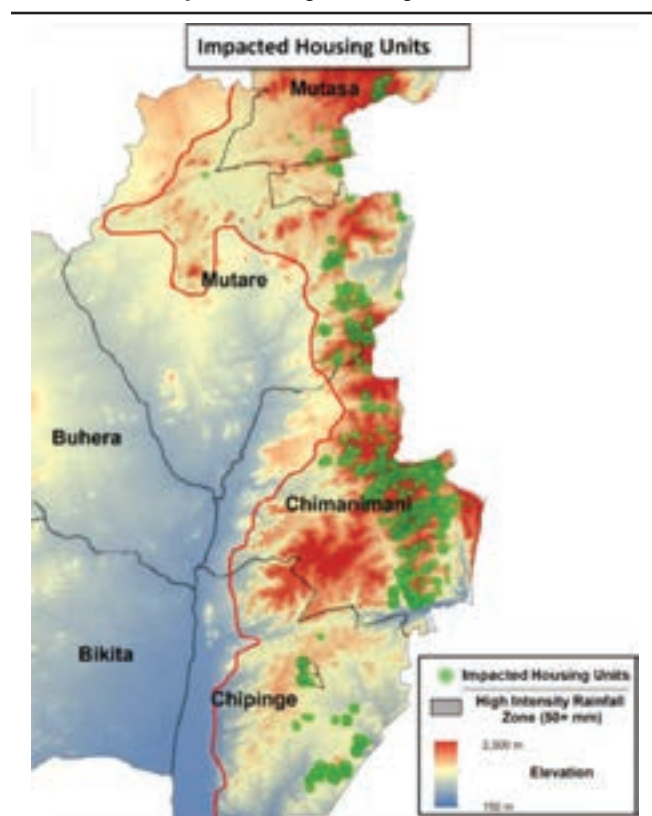 Impacted Housing Units
Mutasa
Mutare
Buhera
Chimanimani
Bikita
Chipinge
Impacted Housing Units
High Intensity Rainfall
Zone (50+ mm)
2,500 m
Elevation
150 m